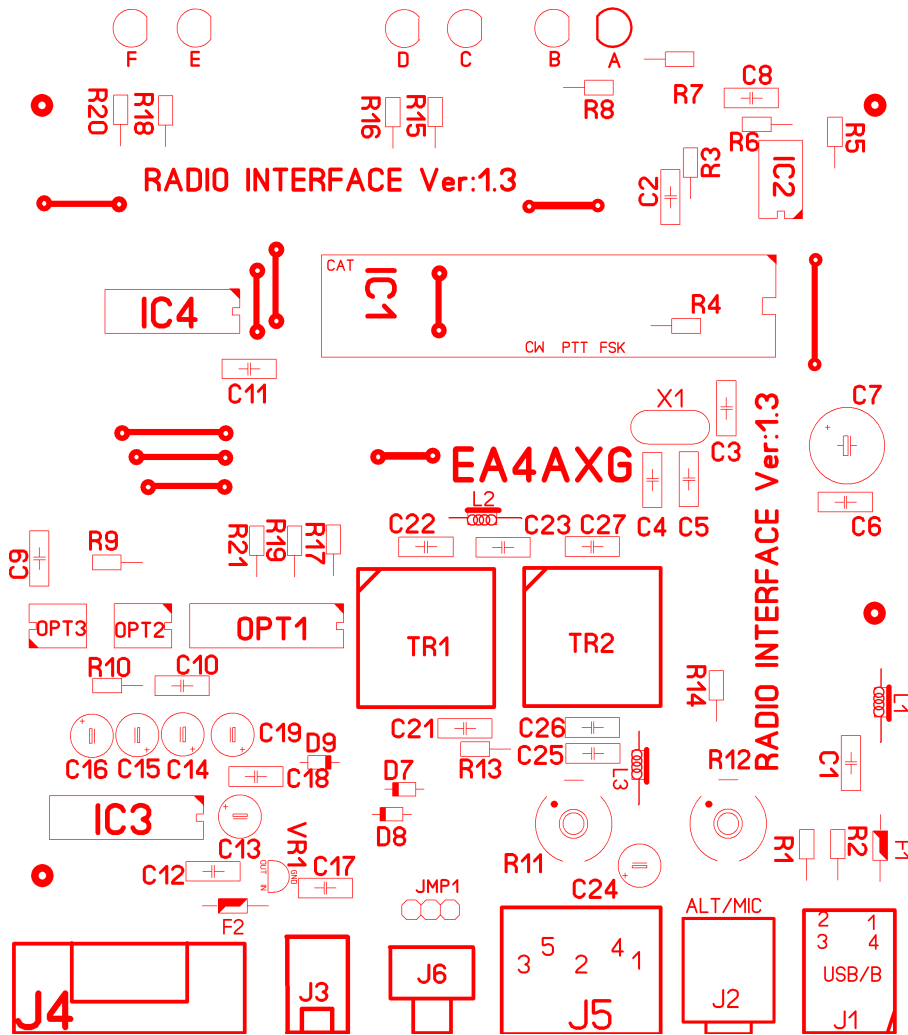 F E D C B A
R7
R8
C8
R20 R18 R16 R15
R6 R5
R3
IC2
C2
RADIO INTERFACE Ver:1.3
CAT
IC1
IC4
R4
CW PTT FSK
C11
X1
C3
C7
RADIO INTERFACE Ver:1.3
EA4AXG
L2
C4 C5 C6
C22 C23 C27
C9
R9
R21 R19 R17
OPT3 OPT2 OPT1
TR1 TR2
R10 C10
R14
L1
C21 C26
C16 C15 C14 C19
D9
R13 C25
L3
R12
C1
C18
D7
IC3
D8
C13
VR1
R11
R1 R2 F1
C12
OUT IN GND
C17
C24
JMP1
F2
ALT/MIC
2 1
3 4
USB/B
3 5 2 4 1
J4 J3 J6 J5 J2 J1